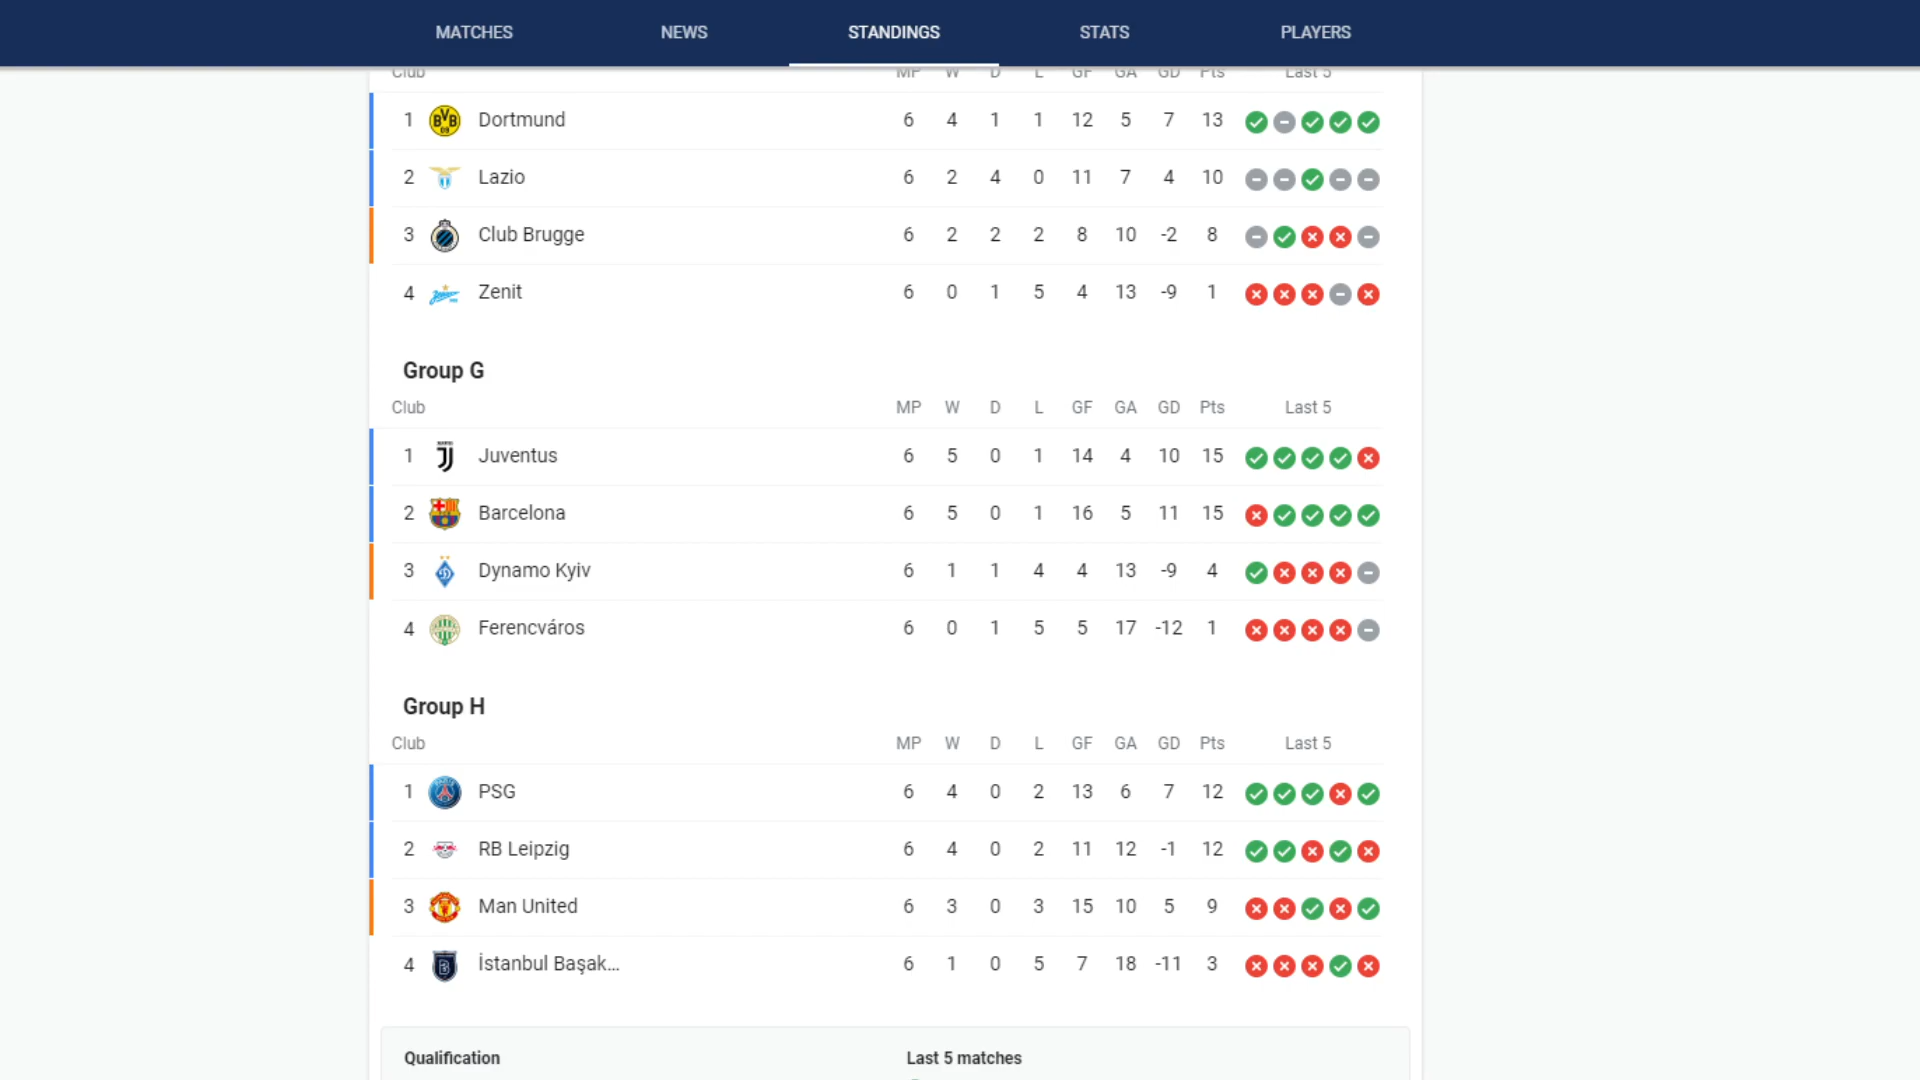 MATCHES NEWS STANDINGS STATS PLAYERS
Club MP W D L GF GA GD Pts Last 5
1 Dortmund 6 4 1 1 12 5 7 13
2 Lazio 6 2 4 0 11 7 4 10
3 Club Brugge 6 2 2 2 8 10 -2 8
4 Zenit 6 0 1 5 4 13 -9 1
Group G
Club MP W D L GF GA GD Pts Last 5
1 Juventus 6 5 0 1 14 4 10 15
2 Barcelona 6 5 0 1 16 5 11 15
3 Dynamo Kyiv 6 1 1 4 4 13 -9 4
4 Ferencváros 6 0 1 5 5 17 -12 1
Group H
Club MP W D L GF GA GD Pts Last 5
1 PSG 6 4 0 2 13 6 7 12
2 RB Leipzig 6 4 0 2 11 12 -1 12
3 Man United 6 3 0 3 15 10 5 9
4 İstanbul Başak... 6 1 0 5 7 18 -11 3
Qualification Last 5 matches